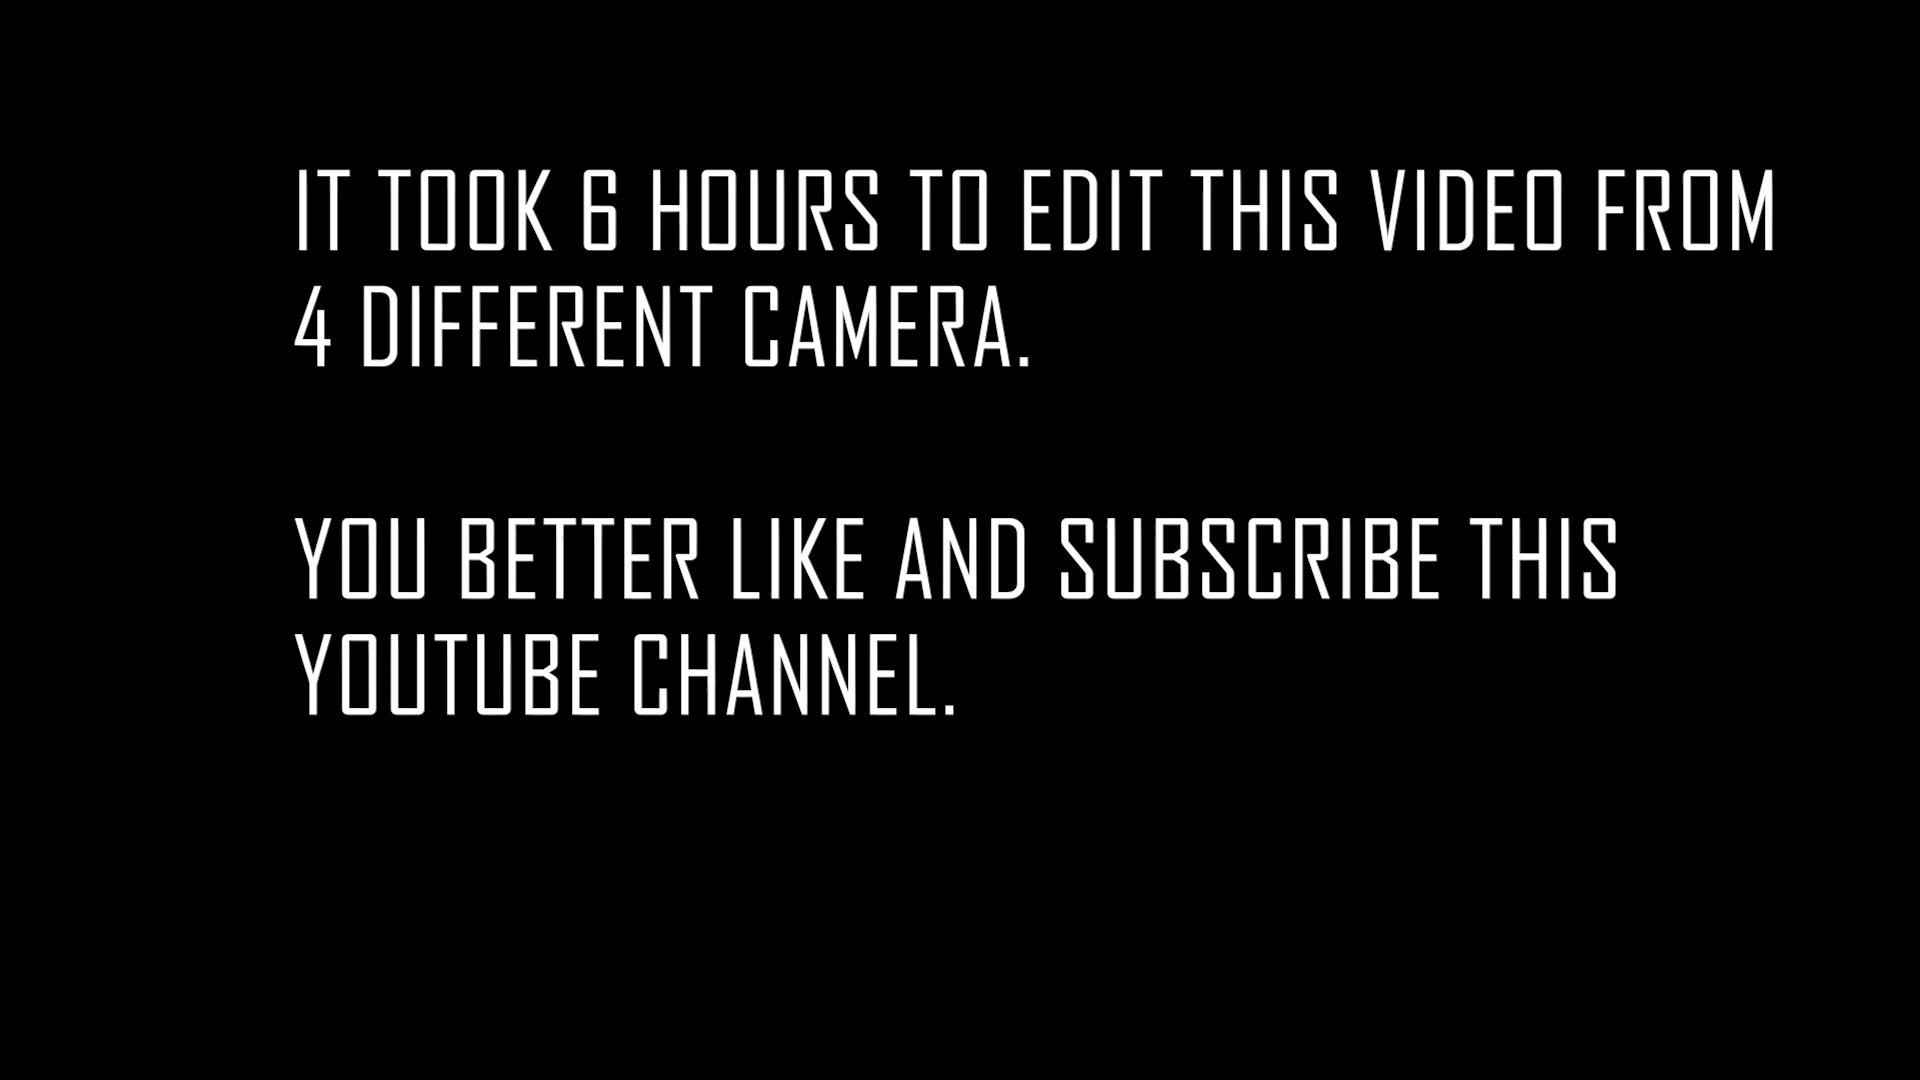 IT TOOK 6 HOURS TO EDIT THIS VIDEO FROM
4 DIFFERENT CAMERA.
YOU BETTER LIKE AND SUBSCRIBE THIS
YOUTUBE CHANNEL.